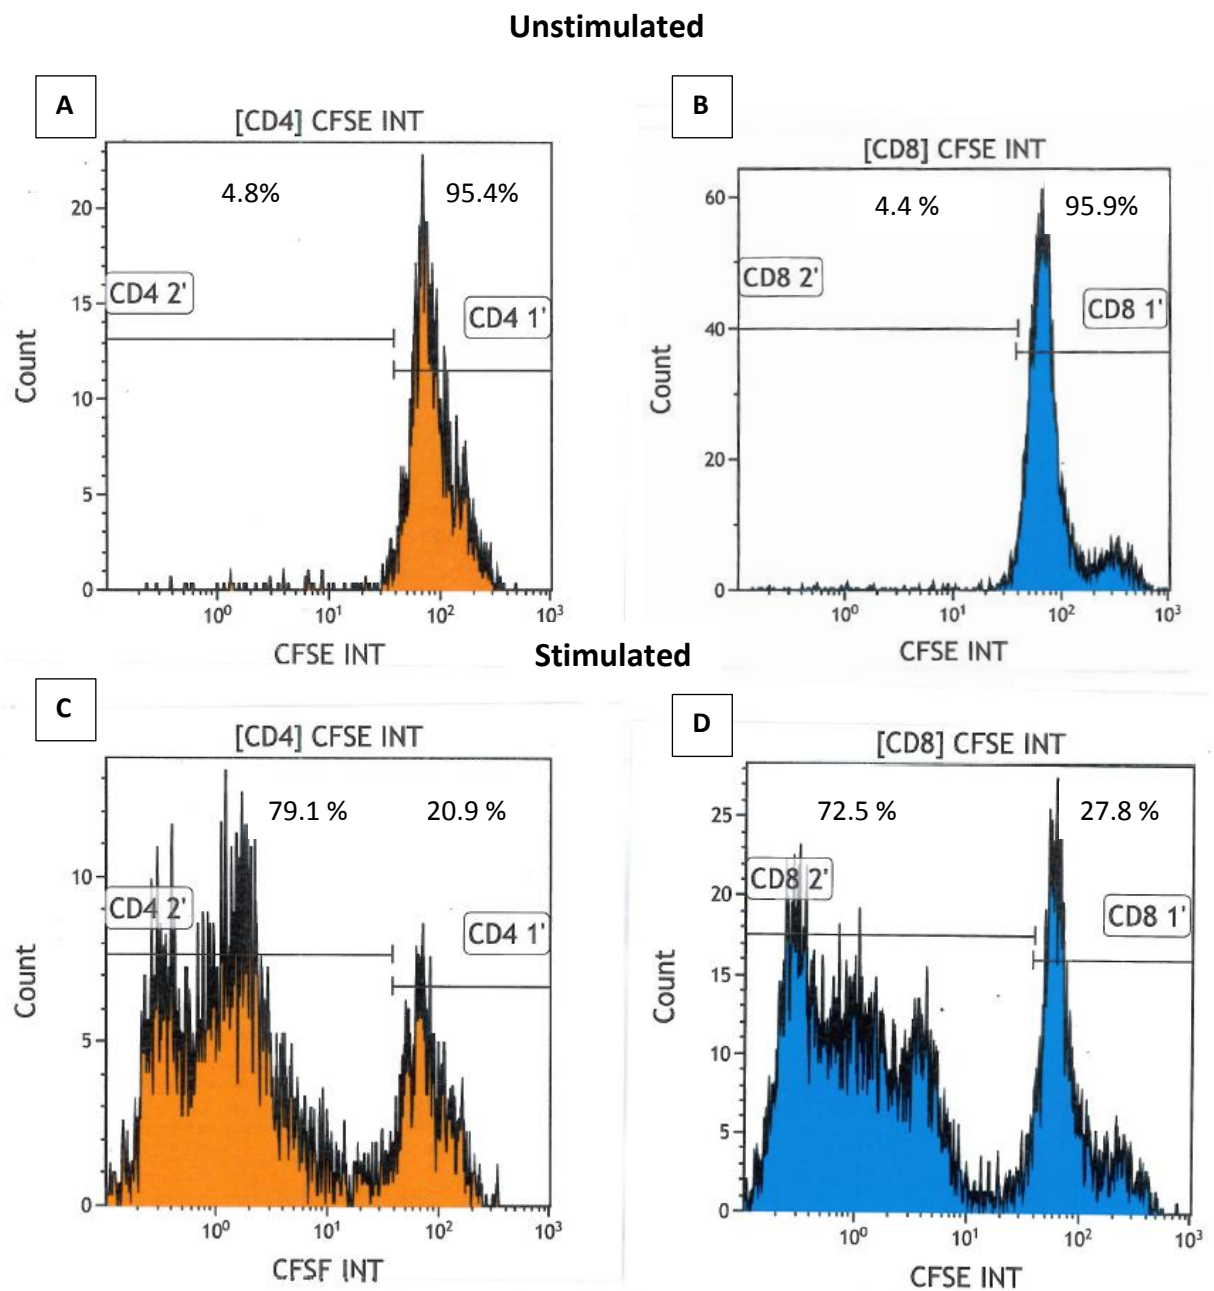 Unstimulated
A
[CD4] CFSE INT
4.8%
95.4%
20
15
10
5
0
CD4 2'
CD4 1'
Count
10⁰
10¹
10²
10³
CFSE INT
B
[CD8] CFSE INT
4.4 %
95.9%
60
40
20
0
CD8 2'
CD8 1'
Count
10⁰
10¹
10²
10³
CFSE INT
Stimulated
C
[CD4] CFSE INT
79.1 %
20.9 %
10
5
0
CD4 2'
CD4 1'
Count
10⁰
10¹
10²
10³
CFSF INT
D
[CD8] CFSE INT
72.5 %
27.8 %
25
20
15
10
5
0
CD8 2'
CD8 1'
Count
10⁰
10¹
10²
10³
CFSE INT